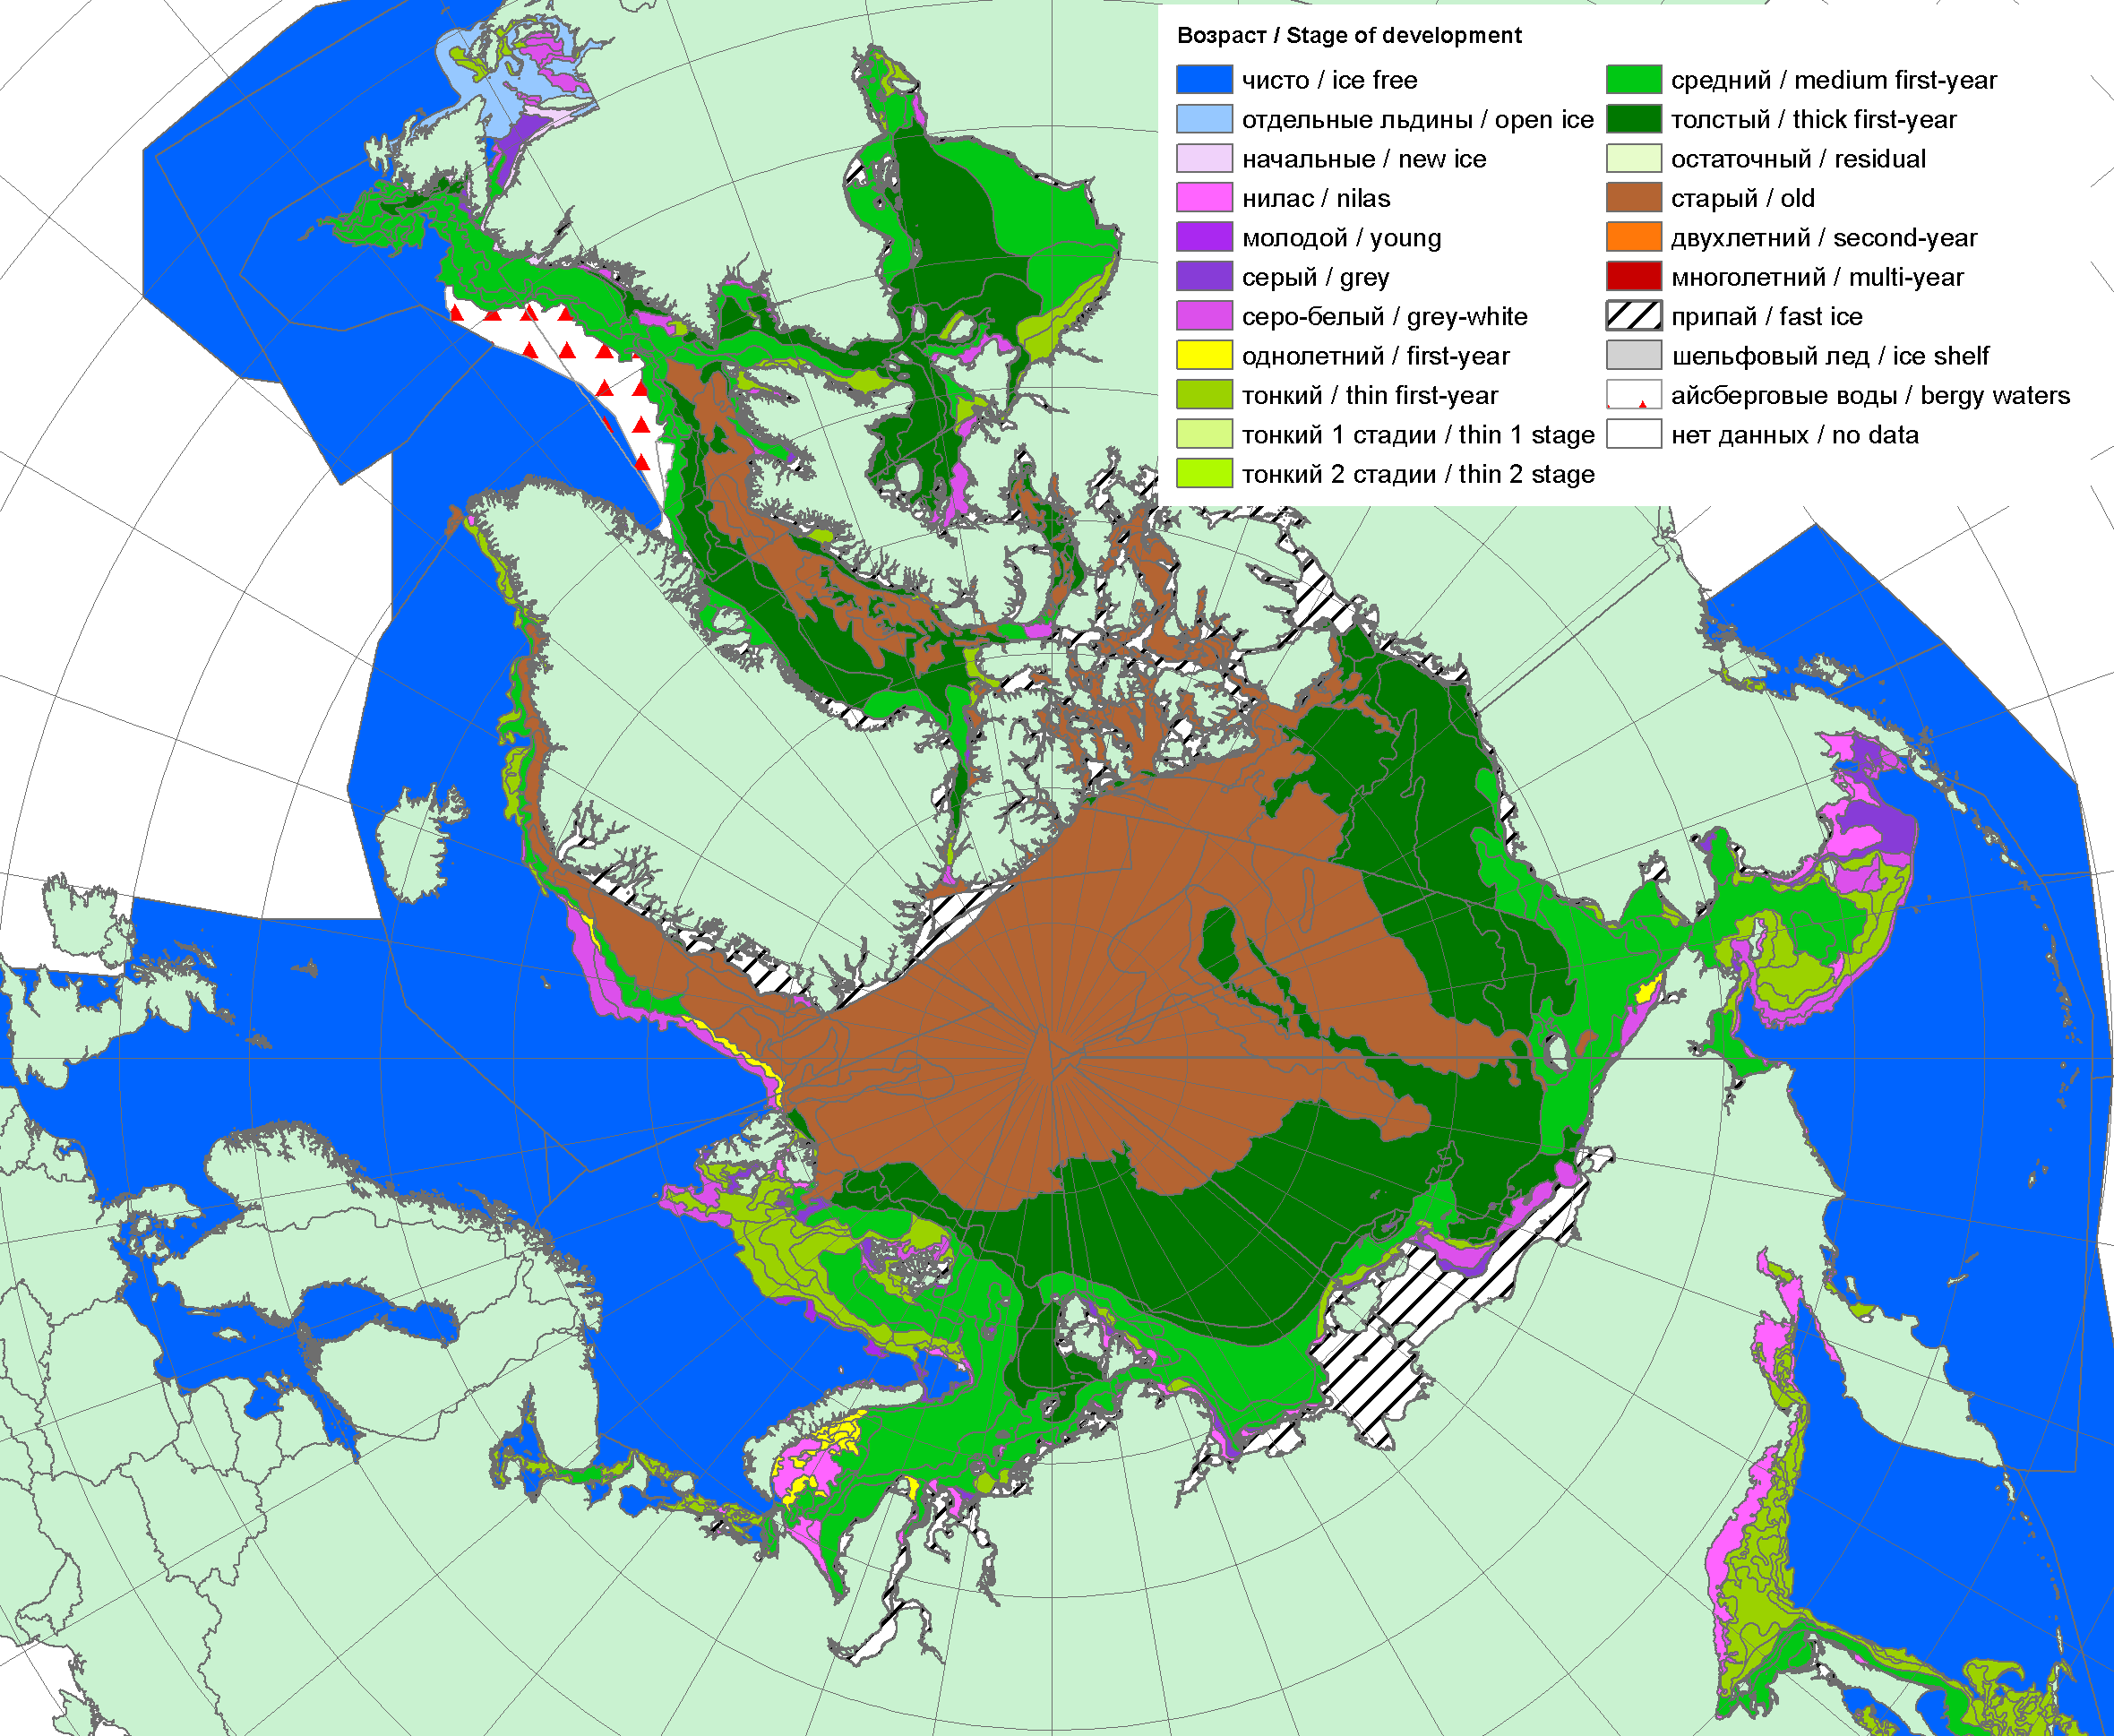 Возраст / Stage of development
чисто / ice free
отдельные льдины / open ice
начальные / new ice
нилас / nilas
молодой / young
серый / grey
серо-белый / grey-white
однолетний / first-year
тонкий / thin first-year
тонкий 1 стадии / thin 1 stage
тонкий 2 стадии / thin 2 stage
средний / medium first-year
толстый / thick first-year
остаточный / residual
старый / old
двухлетний / second-year
многолетний / multi-year
припай / fast ice
шельфовый лед / ice shelf
айсберговые воды / bergy waters
нет данных / no data